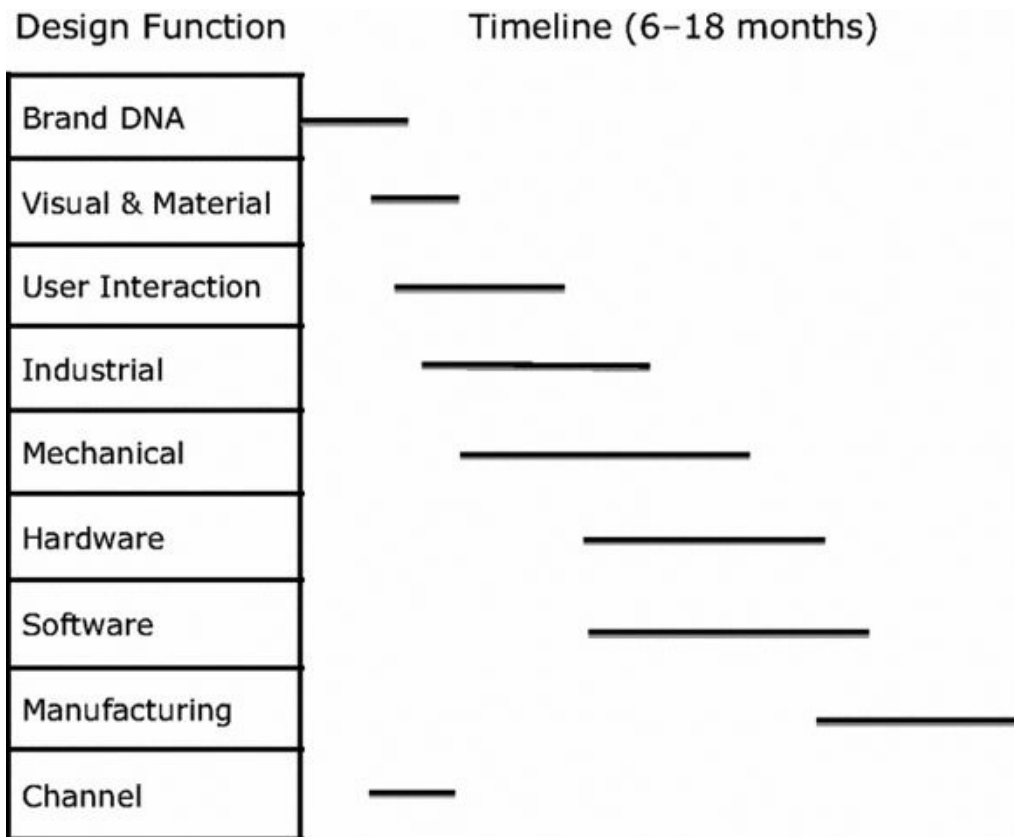 Design Function
Timeline (6–18 months)
Brand DNA
Visual & Material
User Interaction
Industrial
Mechanical
Hardware
Software
Manufacturing
Channel